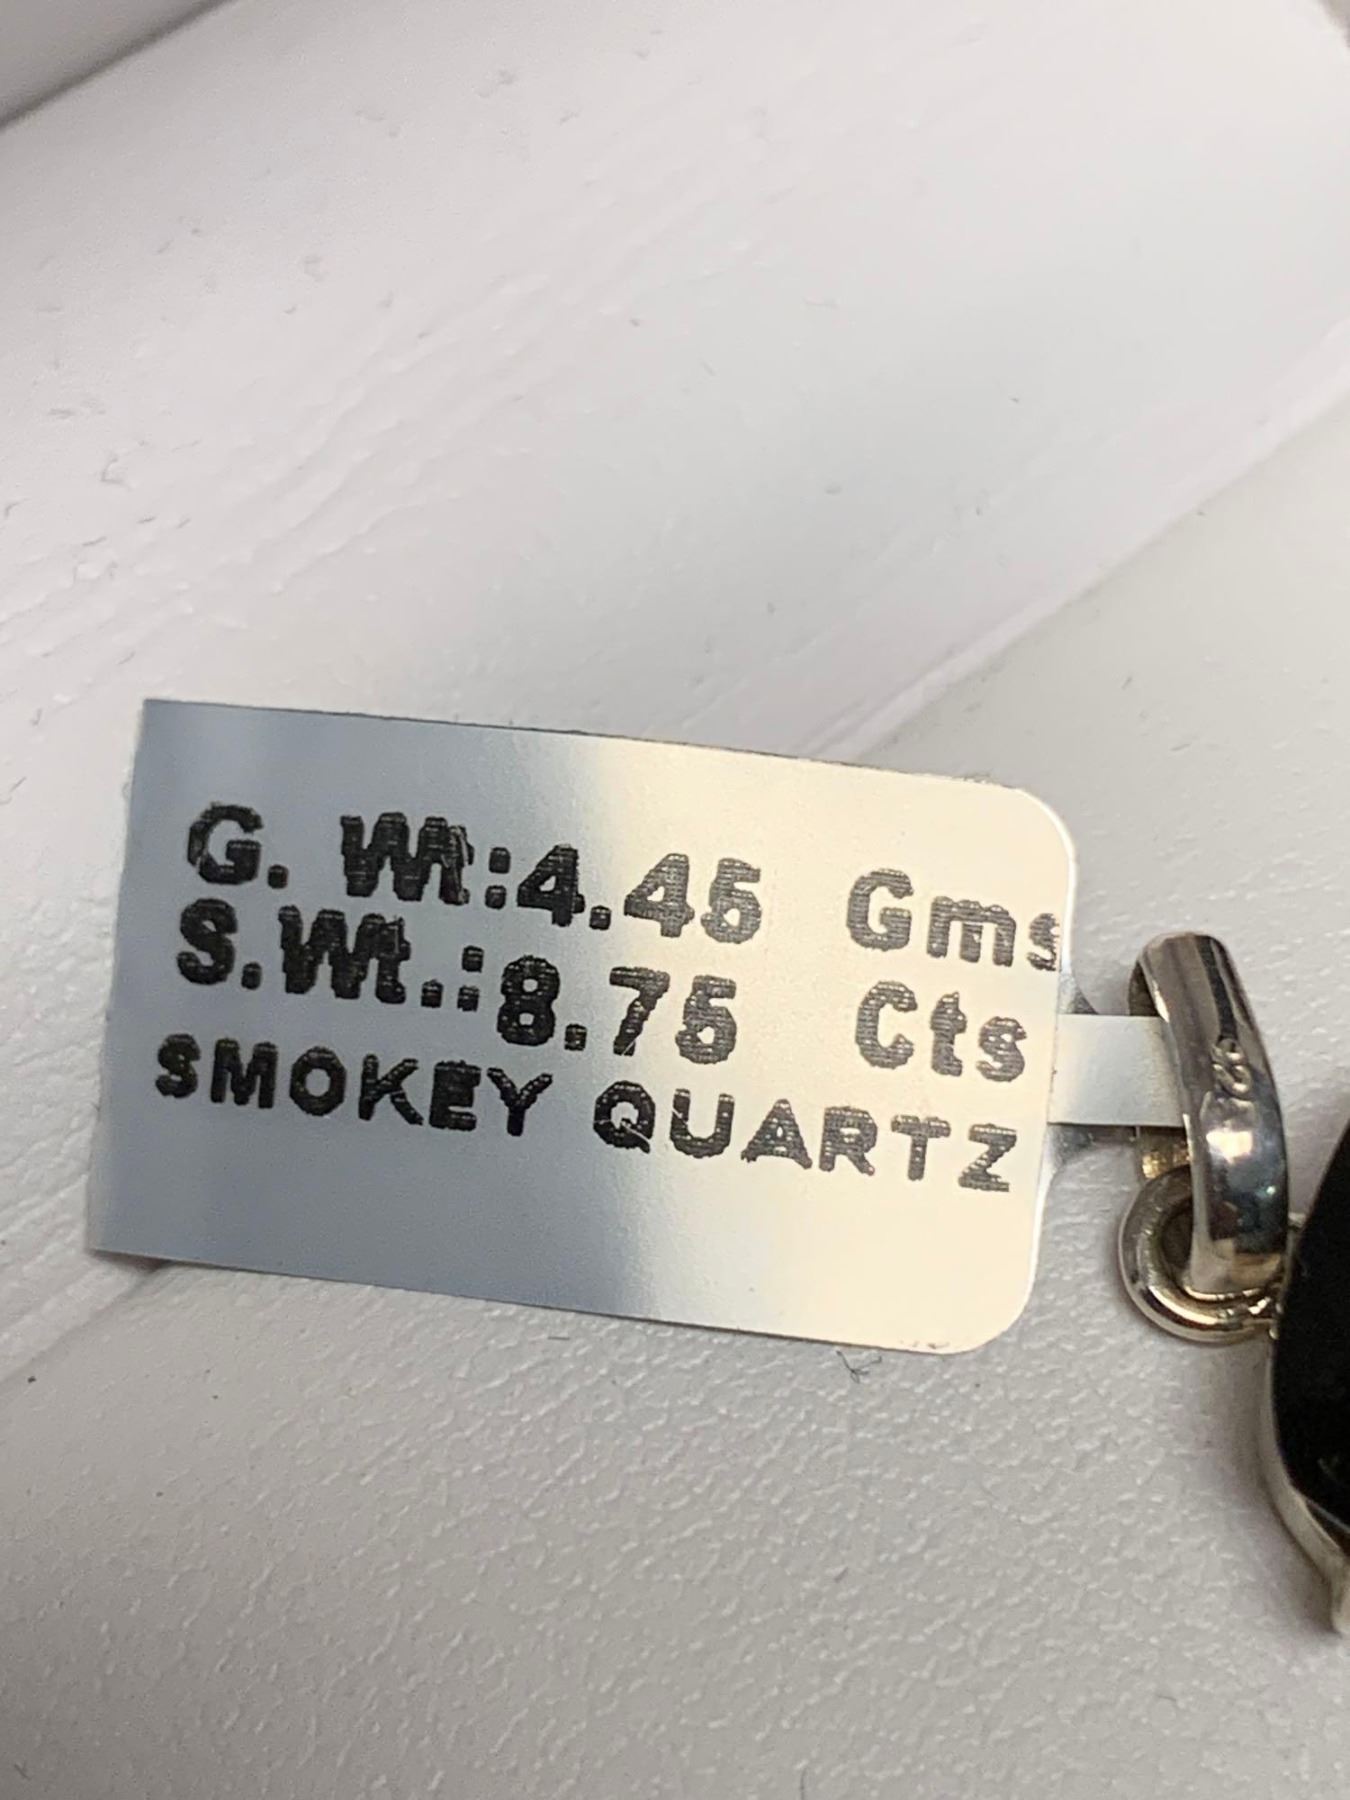 G. Wt:4.45 Gms
S.Wt.:8.75 Cts
SMOKEY QUARTZ